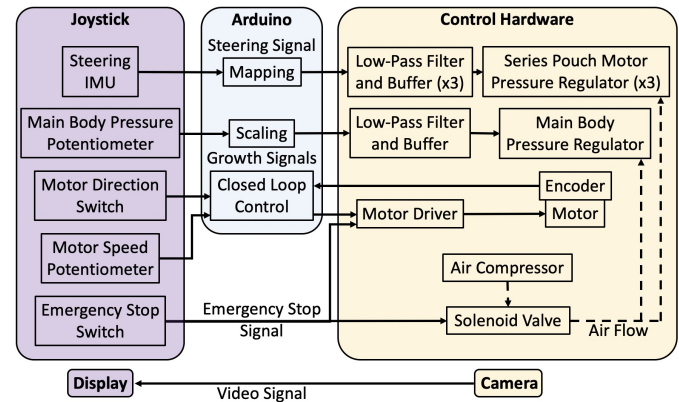 Joystick
Arduino
Control Hardware
Steering
IMU
Steering Signal
Mapping
Low-Pass Filter
and Buffer (x3)
Series Pouch Motor
Pressure Regulator (x3)
Main Body Pressure
Potentiometer
Scaling
Growth Signals
Low-Pass Filter
and Buffer
Main Body
Pressure Regulator
Motor Direction
Switch
Closed Loop
Control
Encoder
Motor Driver
Motor
Motor Speed
Potentiometer
Air Compressor
Emergency Stop
Switch
Emergency Stop
Signal
Solenoid Valve
Air Flow
Display
Video Signal
Camera